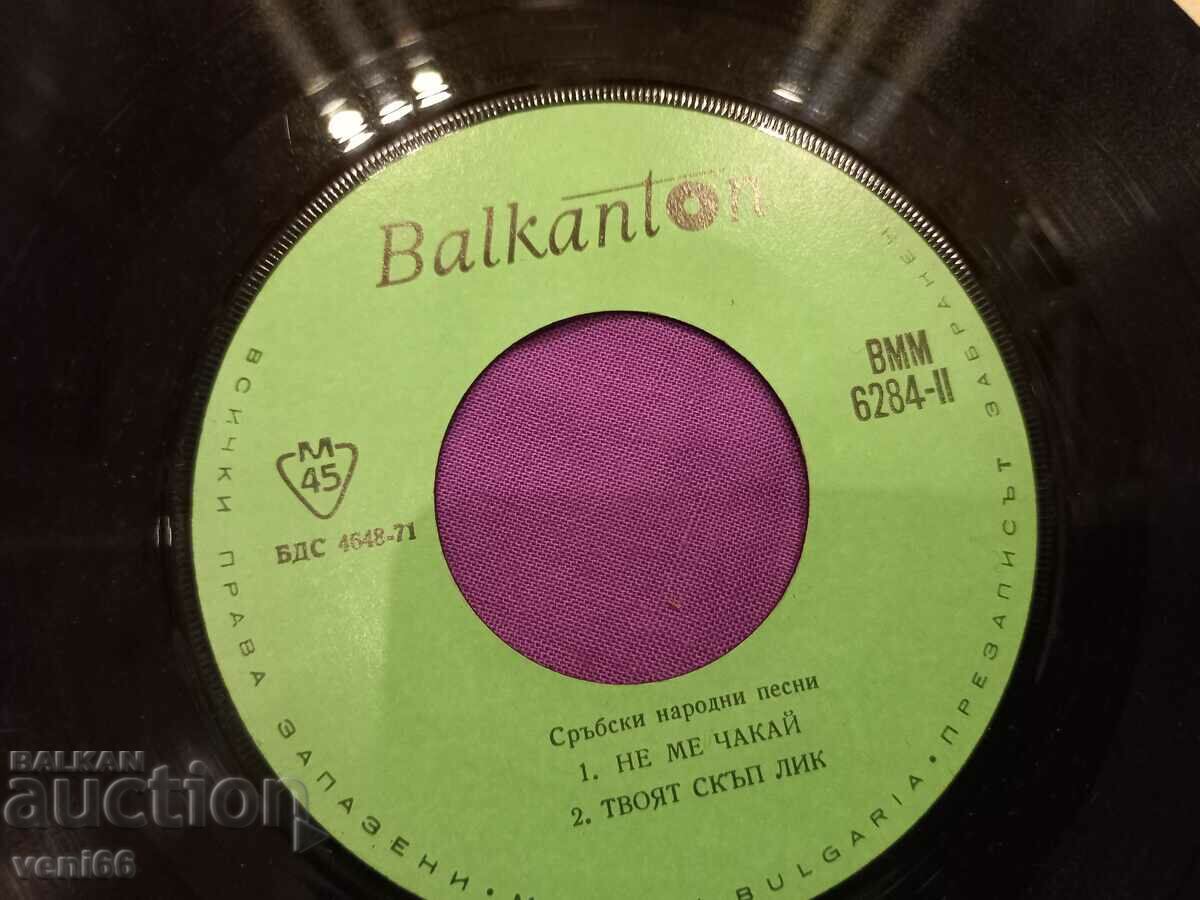 Balkanton
ВММ
6284-II
М
45
БДС 4648-71
Сръбски народни песни
1. НЕ МЕ ЧАКАЙ
2. ТВОЯТ СКЪП ЛИК
ВСИЧКИ ПРАВА ЗАПАЗЕНИ •
BULGARIA • ПРЕЗАПИСЪТ ЗАБРАНЕН
BALKAN
auction
veni66